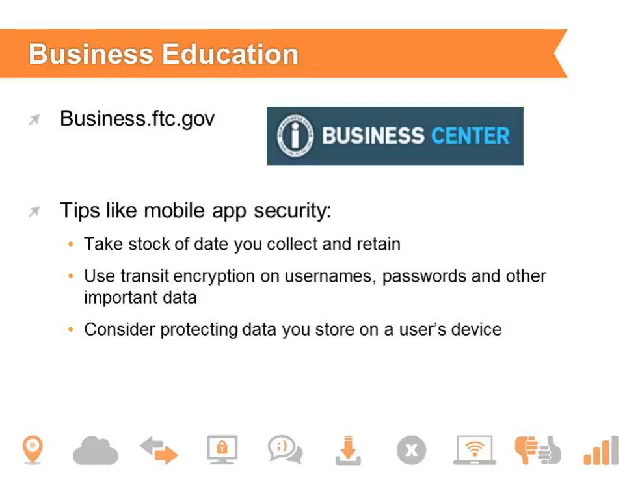 Business Education
Business.ftc.gov
BUSINESS CENTER
Tips like mobile app security:
Take stock of date you collect and retain
Use transit encryption on usernames, passwords and other
important data
Consider protecting data you store on a user's device